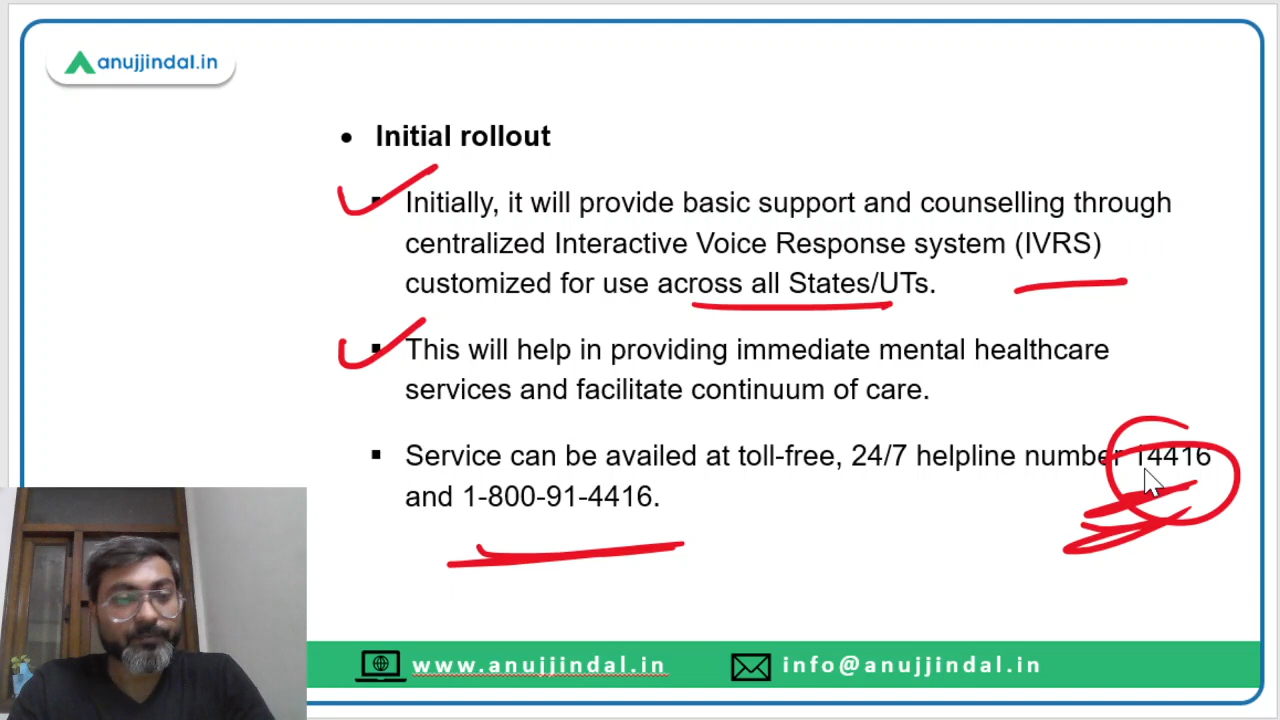 anujjindal.in
• Initial rollout
▪ Initially, it will provide basic support and counselling through
centralized Interactive Voice Response system (IVRS)
customized for use across all States/UTs.
▪ This will help in providing immediate mental healthcare
services and facilitate continuum of care.
▪ Service can be availed at toll-free, 24/7 helpline number 14416
and 1-800-91-4416.
www.anujjindal.in info@anujjindal.in